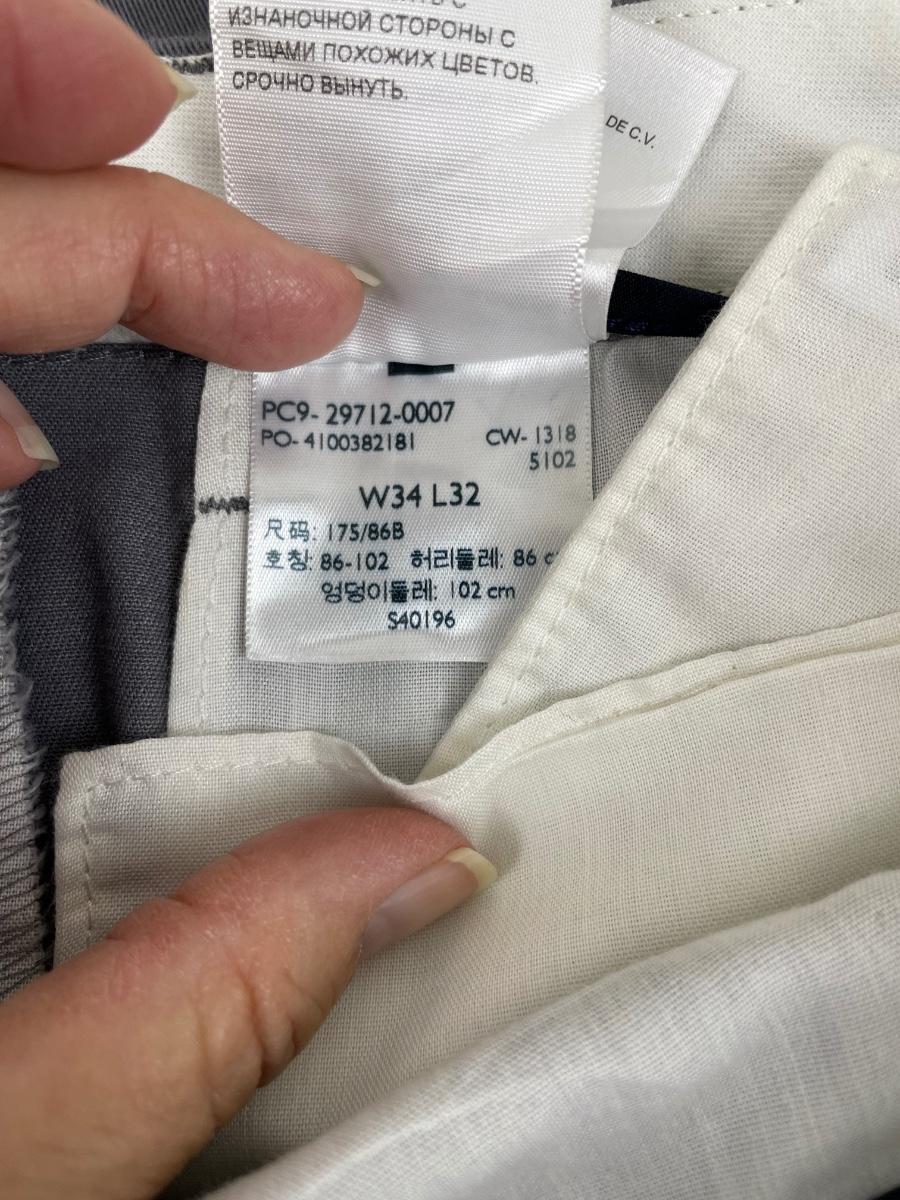 С
ИЗНАНОЧНОЙ СТОРОНЫ С
ВЕЩАМИ ПОХОЖИХ ЦВЕТОВ.
СРОЧНО ВЫНУТЬ.
DE C.V.
PC9- 29712-0007
PO- 4100382181 CW- 1318
5102
W34 L32
尺码: 175/86B
호칭: 86-102 허리둘레: 86
엉덩이둘레: 102 cm
S40196